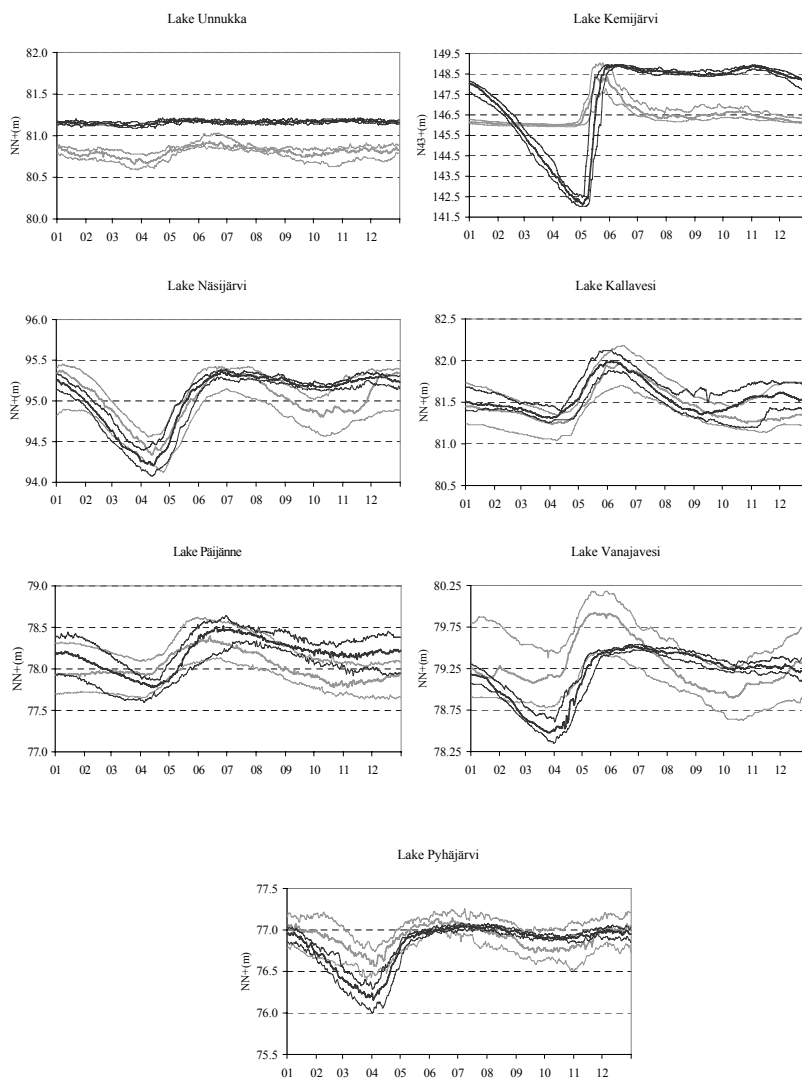 Lake Unnukka
82.0
81.5
81.0
80.5
80.0
NN+(m)
01 02 03 04 05 06 07 08 09 10 11 12
Lake Kemijärvi
149.5
148.5
147.5
146.5
145.5
144.5
143.5
142.5
141.5
N43+(m)
01 02 03 04 05 06 07 08 09 10 11 12
Lake Näsijärvi
96.0
95.5
95.0
94.5
94.0
NN+(m)
01 02 03 04 05 06 07 08 09 10 11 12
Lake Kallavesi
82.5
82.0
81.5
81.0
80.5
NN+(m)
01 02 03 04 05 06 07 08 09 10 11 12
Lake Päijänne
79.0
78.5
78.0
77.5
77.0
NN+(m)
01 02 03 04 05 06 07 08 09 10 11 12
Lake Vanajavesi
80.25
79.75
79.25
78.75
78.25
NN+(m)
01 02 03 04 05 06 07 08 09 10 11 12
Lake Pyhäjärvi
77.5
77.0
76.5
76.0
75.5
NN+(m)
01 02 03 04 05 06 07 08 09 10 11 12